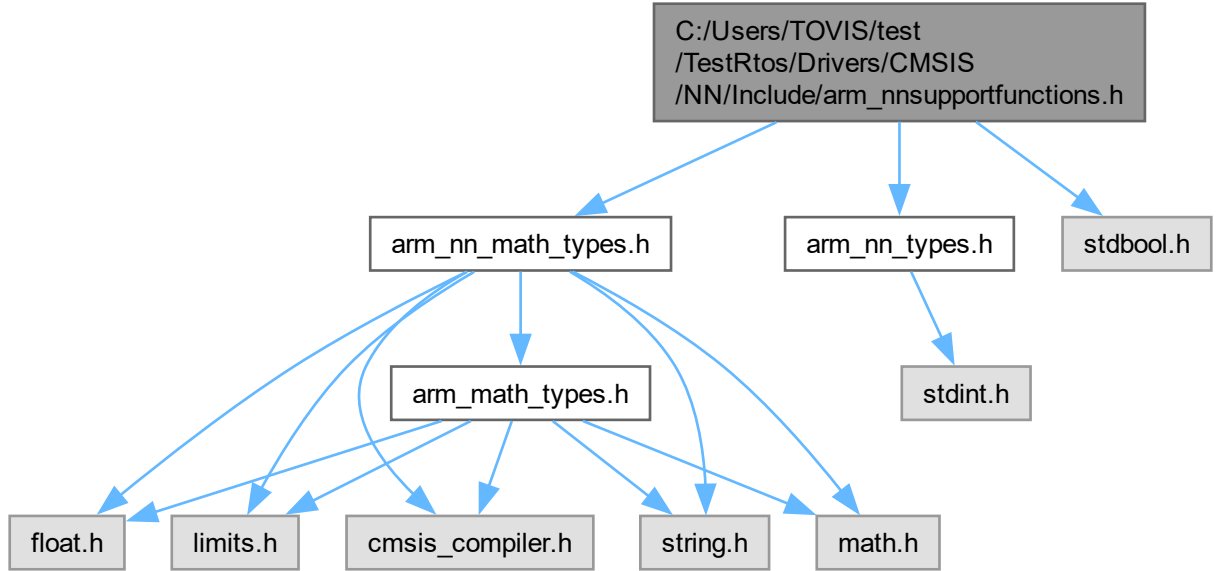 C:/Users/TOVIS/test
/TestRtos/Drivers/CMSIS
/NN/Include/arm_nnsupportfunctions.h
arm_nn_math_types.h
arm_nn_types.h
stdbool.h
arm_math_types.h
stdint.h
float.h
limits.h
cmsis_compiler.h
string.h
math.h